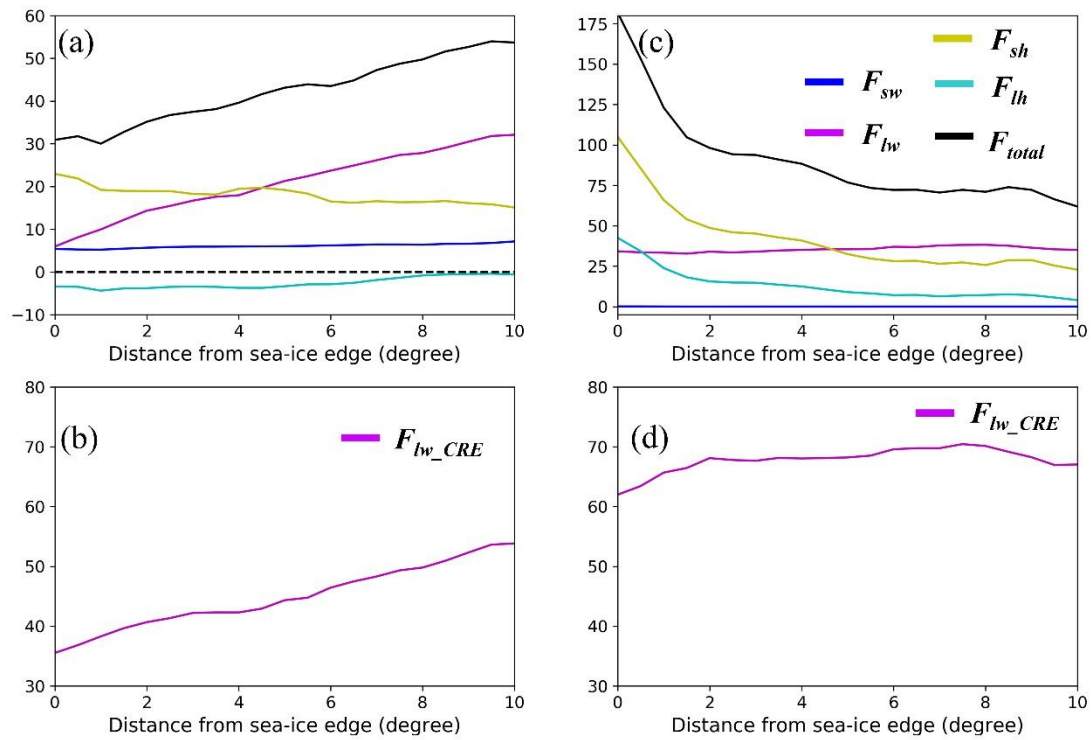 (a)
60
50
40
30
20
10
0
−10
0 2 4 6 8 10
Distance from sea-ice edge (degree)
(c)
175
150
125
100
75
50
25
0
F_sh
F_sw
F_lh
F_lw
F_total
0 2 4 6 8 10
Distance from sea-ice edge (degree)
(b)
F_lw_CRE
80
70
60
50
40
30
0 2 4 6 8 10
Distance from sea-ice edge (degree)
(d)
F_lw_CRE
80
70
60
50
40
30
0 2 4 6 8 10
Distance from sea-ice edge (degree)